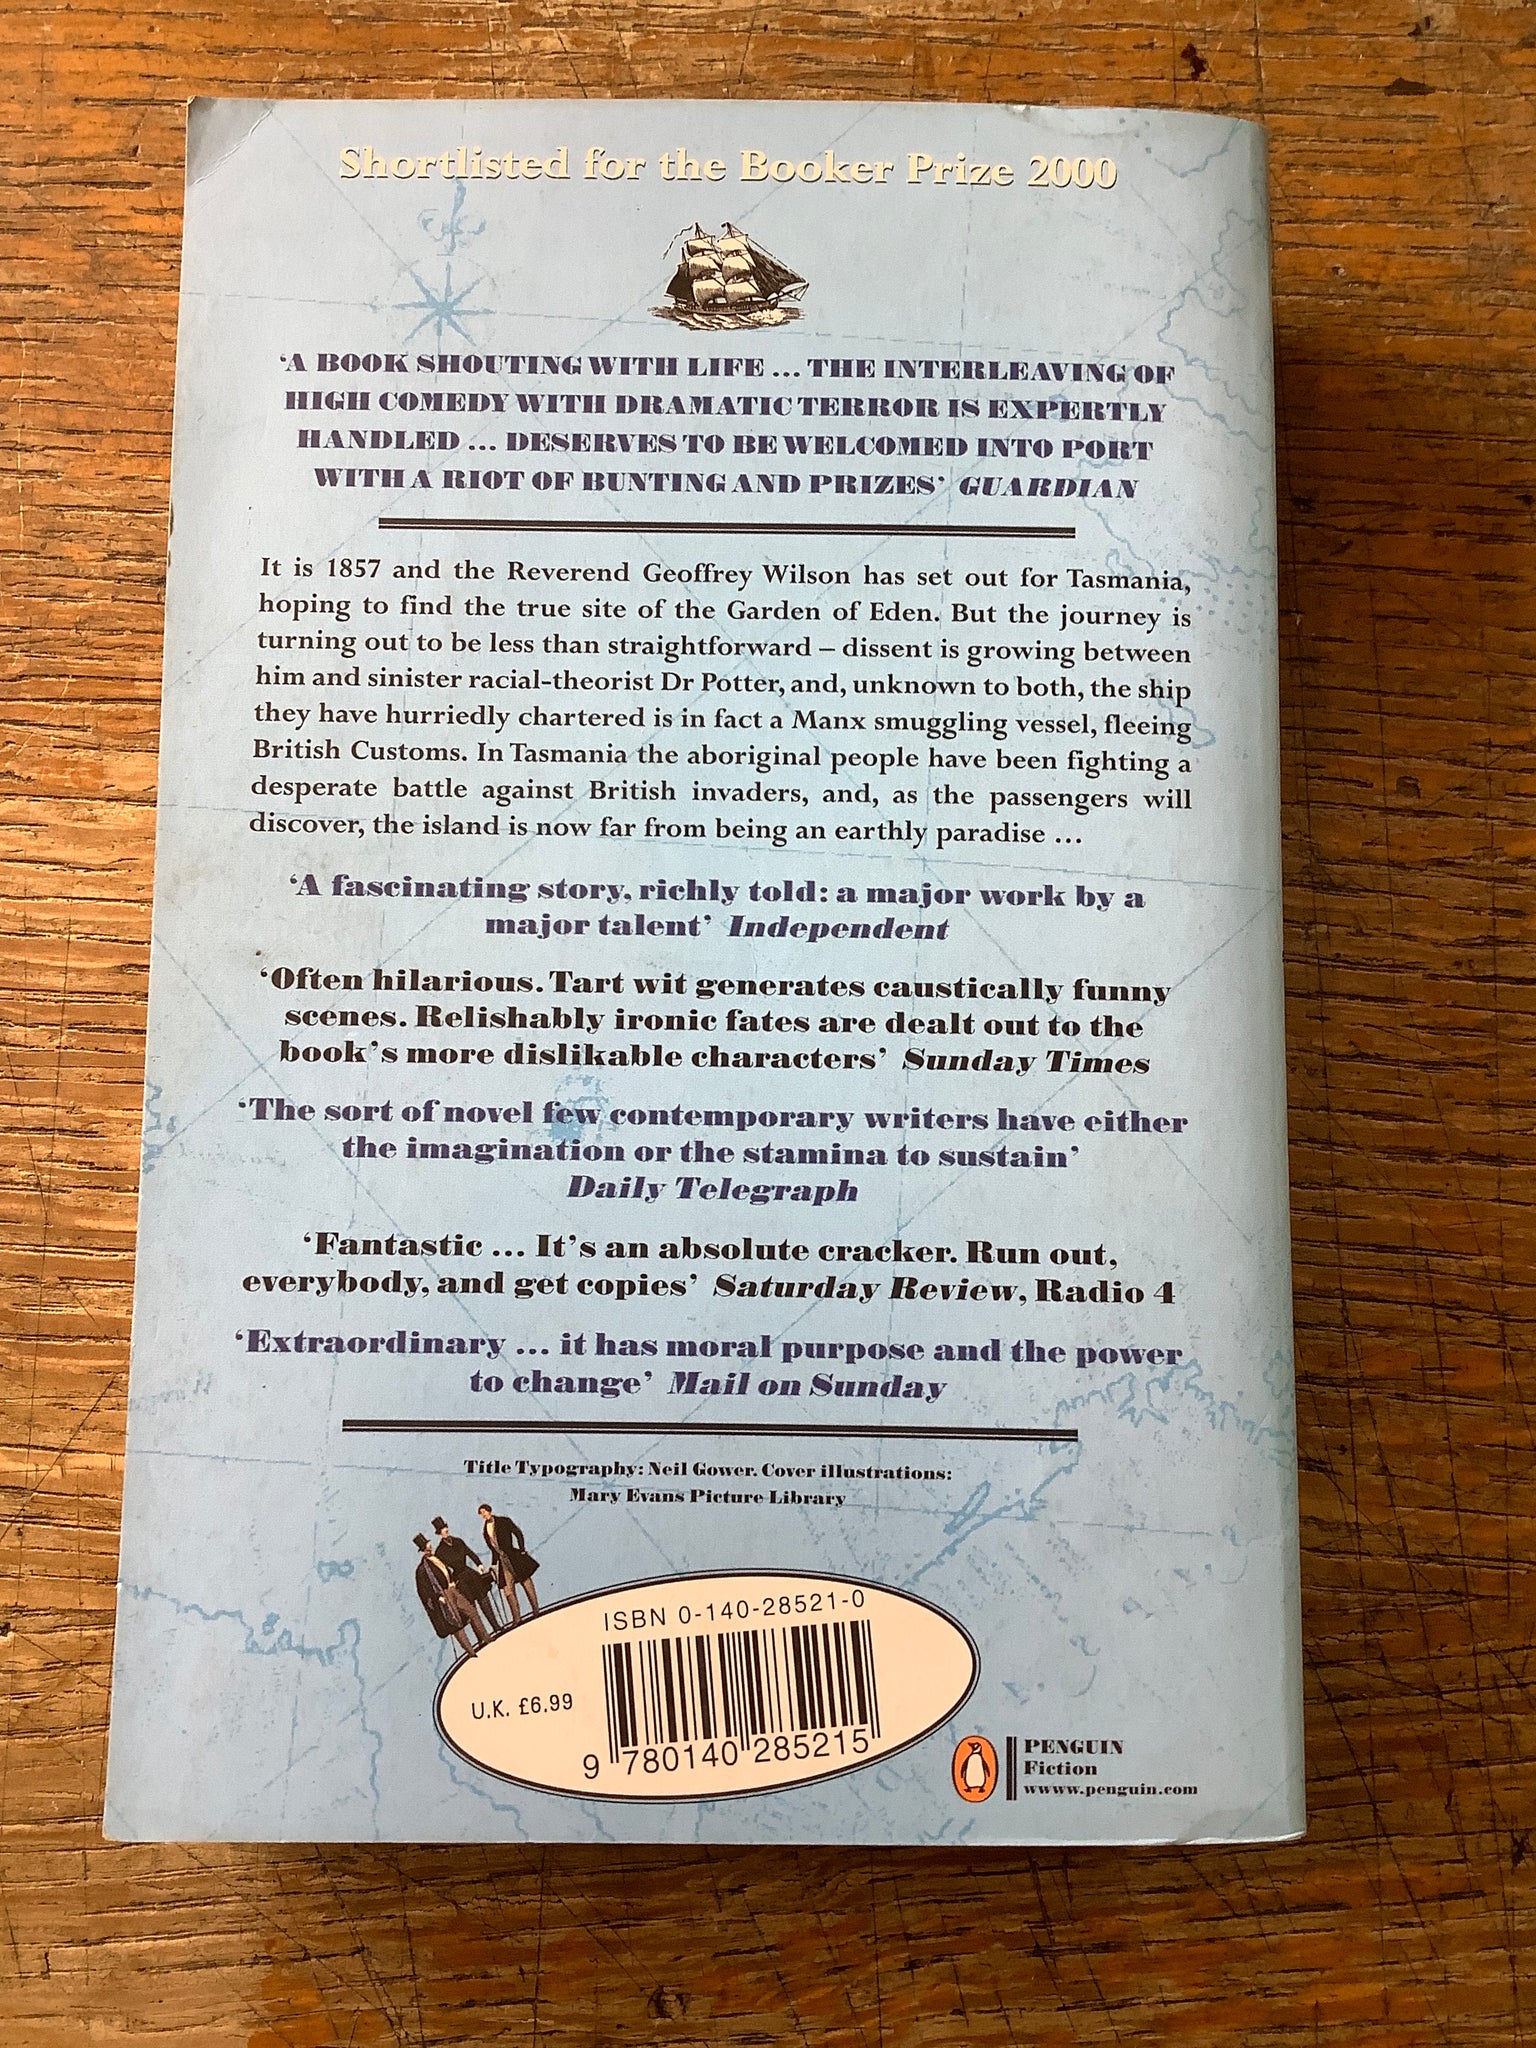 Shortlisted for the Booker Prize 2000
‘A BOOK SHOUTING WITH LIFE ... THE INTERLEAVING OF
HIGH COMEDY WITH DRAMATIC TERROR IS EXPERTLY
HANDLED ... DESERVES TO BE WELCOMED INTO PORT
WITH A RIOT OF BUNTING AND PRIZES’ GUARDIAN
It is 1857 and the Reverend Geoffrey Wilson has set out for Tasmania,
hoping to find the true site of the Garden of Eden. But the journey is
turning out to be less than straightforward – dissent is growing between
him and sinister racial-theorist Dr Potter, and, unknown to both, the ship
they have hurriedly chartered is in fact a Manx smuggling vessel, fleeing
British Customs. In Tasmania the aboriginal people have been fighting a
desperate battle against British invaders, and, as the passengers will
discover, the island is now far from being an earthly paradise ...
‘A fascinating story, richly told: a major work by a
major talent’ Independent
‘Often hilarious. Tart wit generates caustically funny
scenes. Relishably ironic fates are dealt out to the
book’s more dislikable characters’ Sunday Times
‘The sort of novel few contemporary writers have either
the imagination or the stamina to sustain’
Daily Telegraph
‘Fantastic ... It’s an absolute cracker. Run out,
everybody, and get copies’ Saturday Review, Radio 4
‘Extraordinary ... it has moral purpose and the power
to change’ Mail on Sunday
Title Typography: Neil Gower. Cover illustrations:
Mary Evans Picture Library
ISBN 0-140-28521-0
U.K. £6.99
9 780140 285215
PENGUIN
Fiction
www.penguin.com